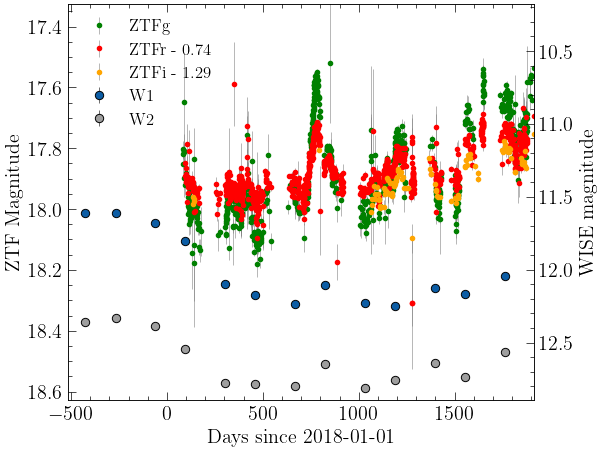 ZTFg
ZTFr - 0.74
ZTFi - 1.29
W1
W2
17.4
17.6
17.8
18.0
18.2
18.4
18.6
ZTF Magnitude
10.5
11.0
11.5
12.0
12.5
WISE magnitude
−500
0
500
1000
1500
Days since 2018-01-01